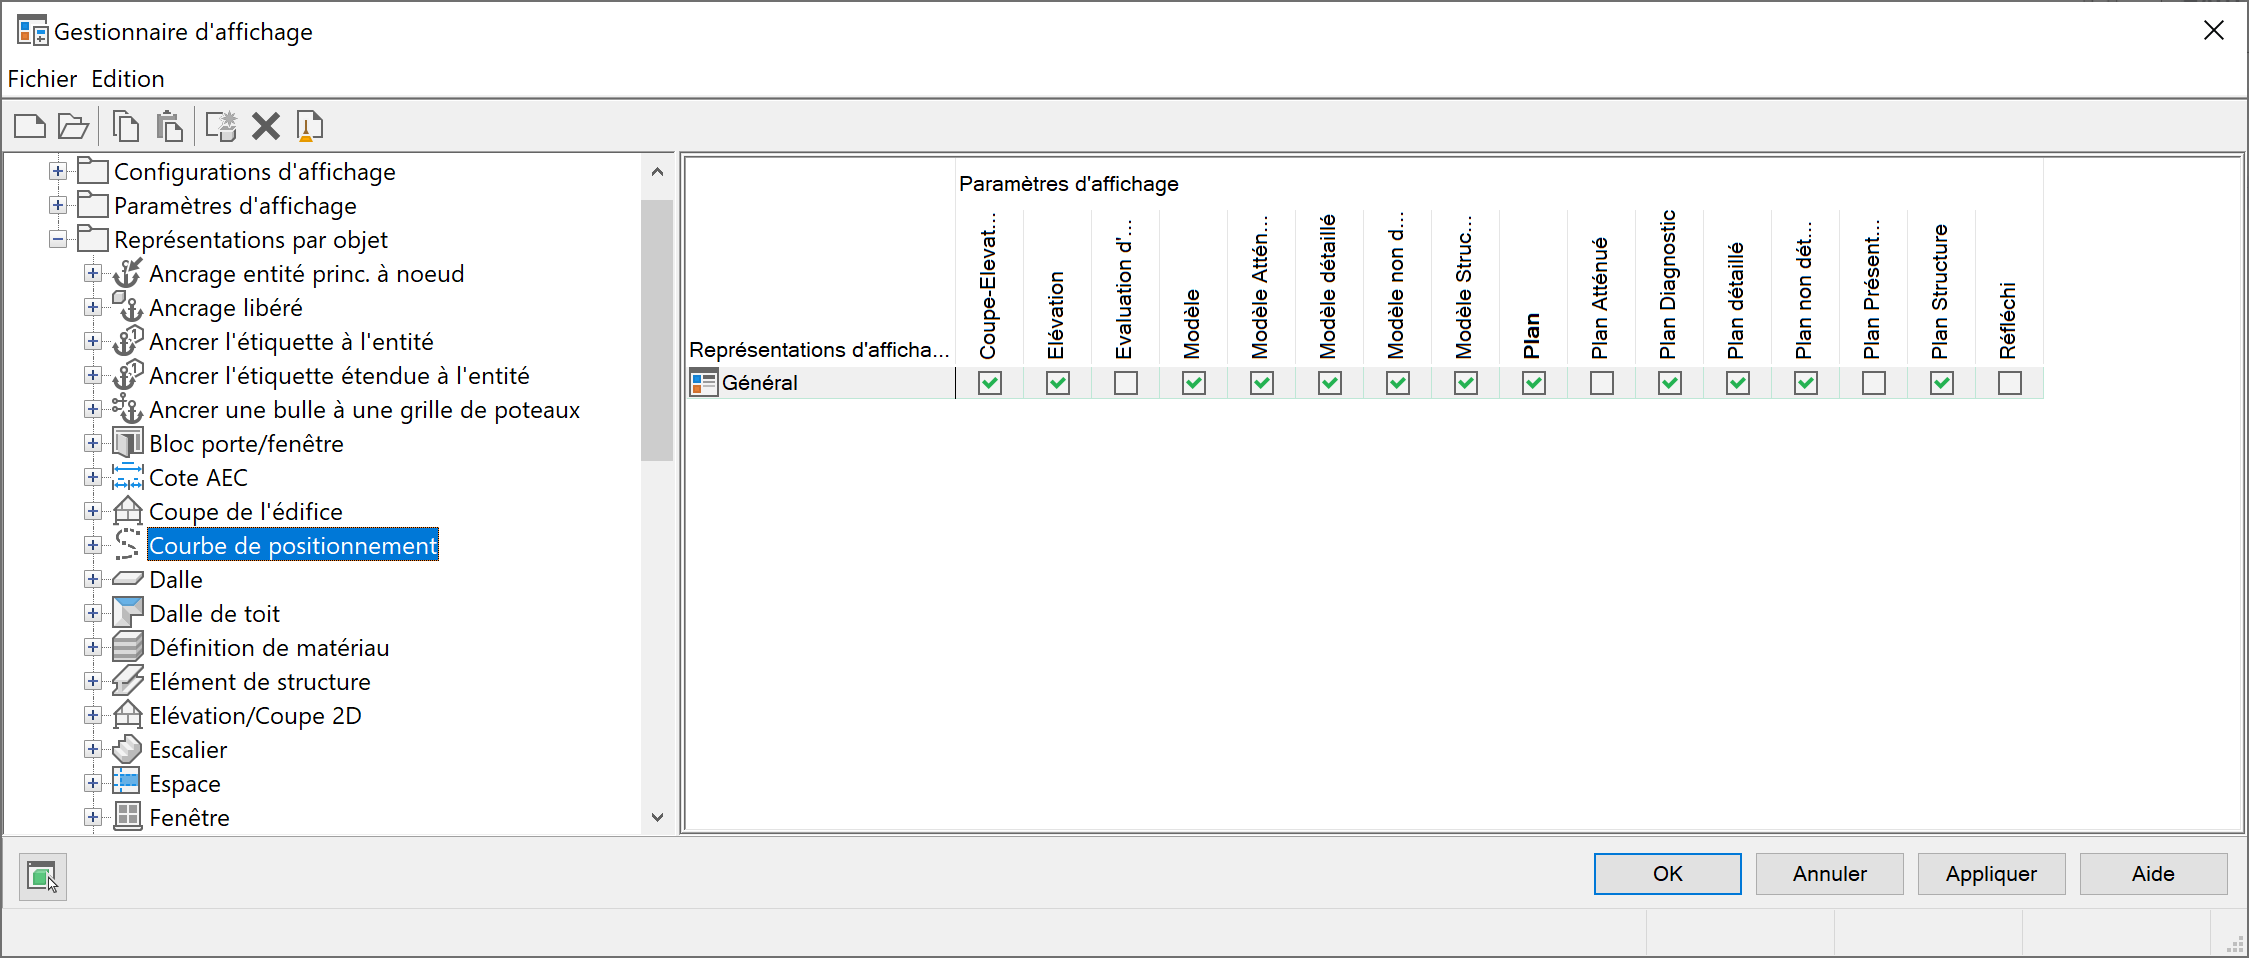 Gestionnaire d'affichage
Fichier Edition
Configurations d'affichage
Paramètres d'affichage
Représentations par objet
Ancrage entité princ. à noeud
Ancrage libéré
Ancrer l'étiquette à l'entité
Ancrer l'étiquette étendue à l'entité
Ancrer une bulle à une grille de poteaux
Bloc porte/fenêtre
Cote AEC
Coupe de l'édifice
Courbe de positionnement
Dalle
Dalle de toit
Définition de matériau
Elément de structure
Elévation/Coupe 2D
Escalier
Espace
Fenêtre
Paramètres d'affichage
Représentations d'afficha...
Coupe-Elevat...
Elévation
Evaluation d'...
Modèle
Modèle Attén...
Modèle détaillé
Modèle non d...
Modèle Struc...
Plan
Plan Atténué
Plan Diagnostic
Plan détaillé
Plan non dét...
Plan Présent...
Plan Structure
Réfléchi
Général
OK
Annuler
Appliquer
Aide